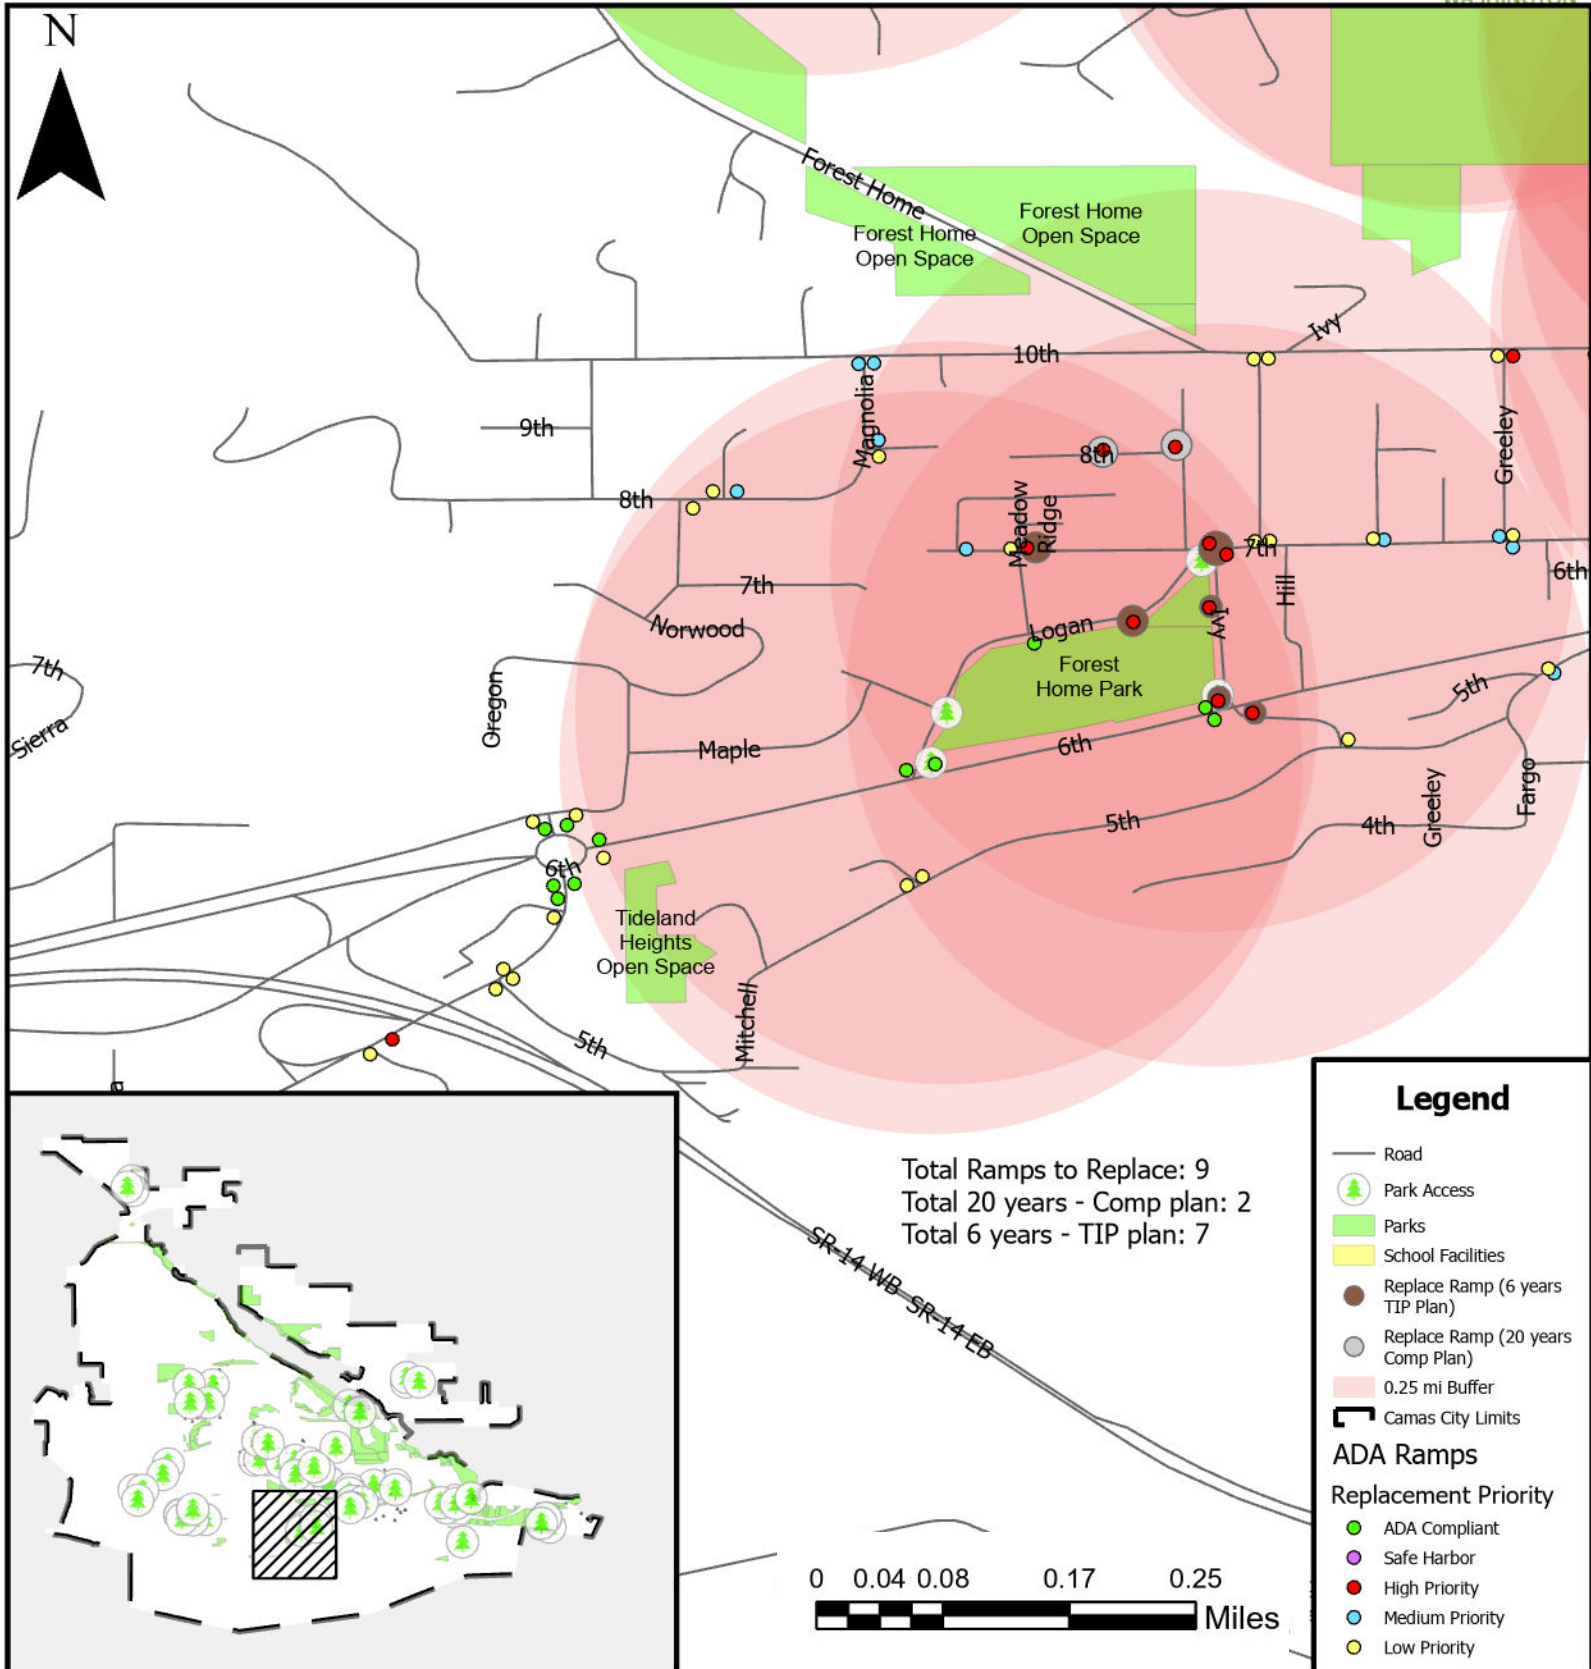 WASHINGTON
N
Forest Home
Forest Home
Open Space
Forest Home
Open Space
Ivy
10th
Magnolia
9th
Greeley
8th
8th
Meadow
Ridge
7th
7th
6th
Hill
Norwood
Logan
Ivy
Forest
Home Park
7th
Sierra
Oregon
5th
Maple
6th
Greeley
Fargo
5th
4th
6th
Tideland
Heights
Open Space
Mitchell
5th
a
Total Ramps to Replace: 9
Total 20 years - Comp plan: 2
Total 6 years - TIP plan: 7
SR-14 WB
SR-14 EB
0 0.04 0.08 0.17 0.25
Miles
Legend
Road
Park Access
Parks
School Facilities
Replace Ramp (6 years
TIP Plan)
Replace Ramp (20 years
Comp Plan)
0.25 mi Buffer
Camas City Limits
ADA Ramps
Replacement Priority
ADA Compliant
Safe Harbor
High Priority
Medium Priority
Low Priority